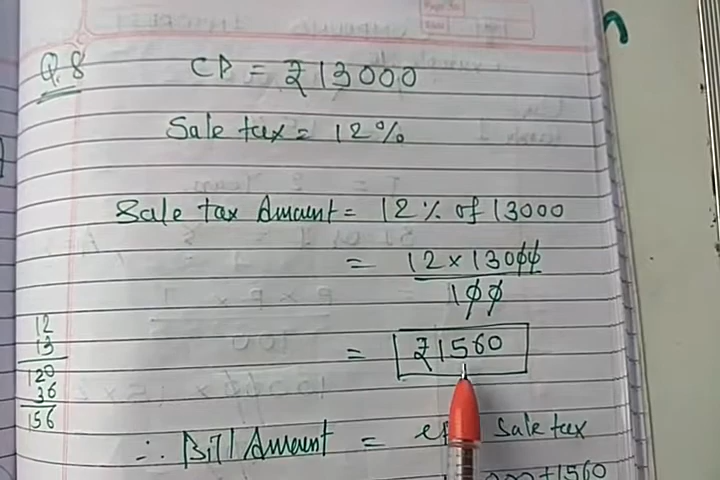 Q.8 CP = ₹13000
Sale tax = 12%
Sale tax Amount = 12% of 13000
= 12 × 13000
100
= ₹1560
12
13
120
36
156
∴ Bill Amount = Sale tax
+1560